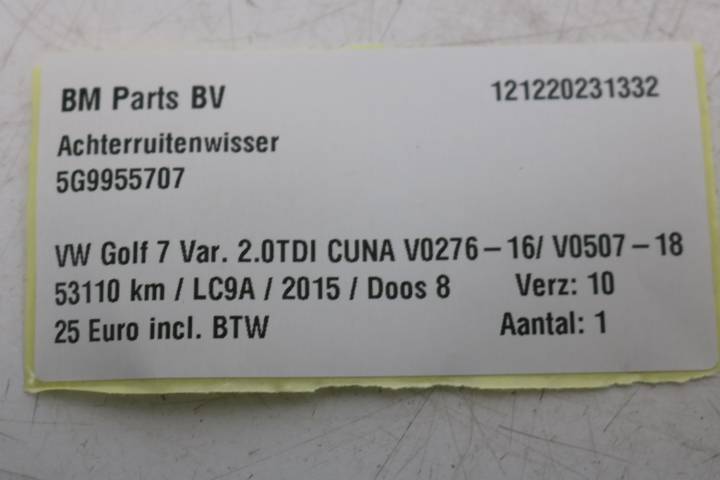 BM Parts BV 121220231332
Achterruitenwisser
5G9955707
VW Golf 7 Var. 2.0TDI CUNA V0276-16/ V0507-18
53110 km / LC9A / 2015 / Doos 8 Verz: 10
25 Euro incl. BTW Aantal: 1